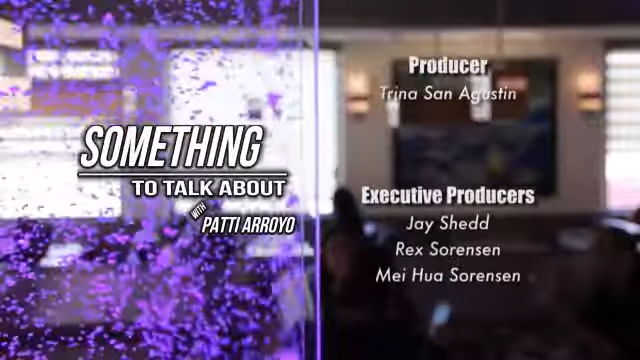 SOMETHING
TO TALK ABOUT
WITH
PATTI ARROYO
Producer
Trina San Agustin
Executive Producers
Jay Shedd
Rex Sorensen
Mei Hua Sorensen